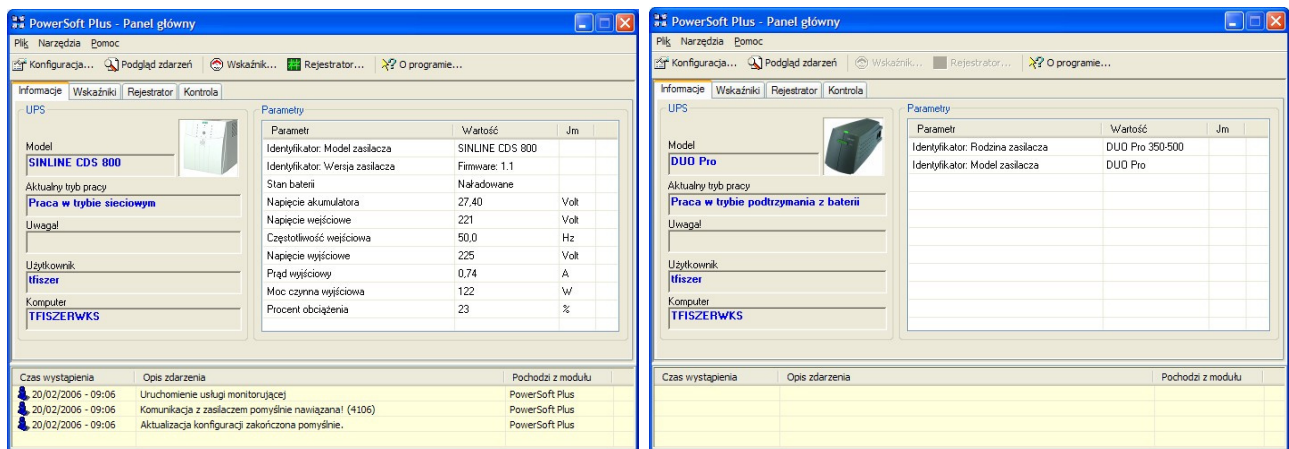 PowerSoft Plus - Panel główny
Plik Narzędzia Pomoc
Konfiguracja... Podgląd zdarzeń Wskaźnik... Rejestrator... O programie...
Informacje Wskaźniki Rejestrator Kontrola
UPS
Model
SINLINE CDS 800
Aktualny tryb pracy
Praca w trybie sieciowym
Uwaga!
Użytkownik
tfiszer
Komputer
TFISZERWKS
Parametry
Parametr Wartość Jm
Identyfikator: Model zasilacza SINLINE CDS 800
Identyfikator: Wersja zasilacza Firmware: 1.1
Stan baterii Naładowane
Napięcie akumulatora 27,40 Volt
Napięcie wejściowe 221 Volt
Częstotliwość wejściowa 50,0 Hz
Napięcie wyjściowe 225 Volt
Prąd wyjściowy 0,74 A
Moc czynna wyjściowa 122 W
Procent obciążenia 23 %
Czas wystąpienia Opis zdarzenia Pochodzi z modułu
20/02/2006 - 09:06 Uruchomienie usługi monitorującej PowerSoft Plus
20/02/2006 - 09:06 Komunikacja z zasilaczem pomyślnie nawiązana! (4106) PowerSoft Plus
20/02/2006 - 09:06 Aktualizacja konfiguracji zakończona pomyślnie. PowerSoft Plus
PowerSoft Plus - Panel główny
Plik Narzędzia Pomoc
Konfiguracja... Podgląd zdarzeń Wskaźnik... Rejestrator... O programie...
Informacje Wskaźniki Rejestrator Kontrola
UPS
Model
DUO Pro
Aktualny tryb pracy
Praca w trybie podtrzymania z baterii
Uwaga!
Użytkownik
tfiszer
Komputer
TFISZERWKS
Parametry
Parametr Wartość Jm
Identyfikator: Rodzina zasilacza DUO Pro 350-500
Identyfikator: Model zasilacza DUO Pro
Czas wystąpienia Opis zdarzenia Pochodzi z modułu